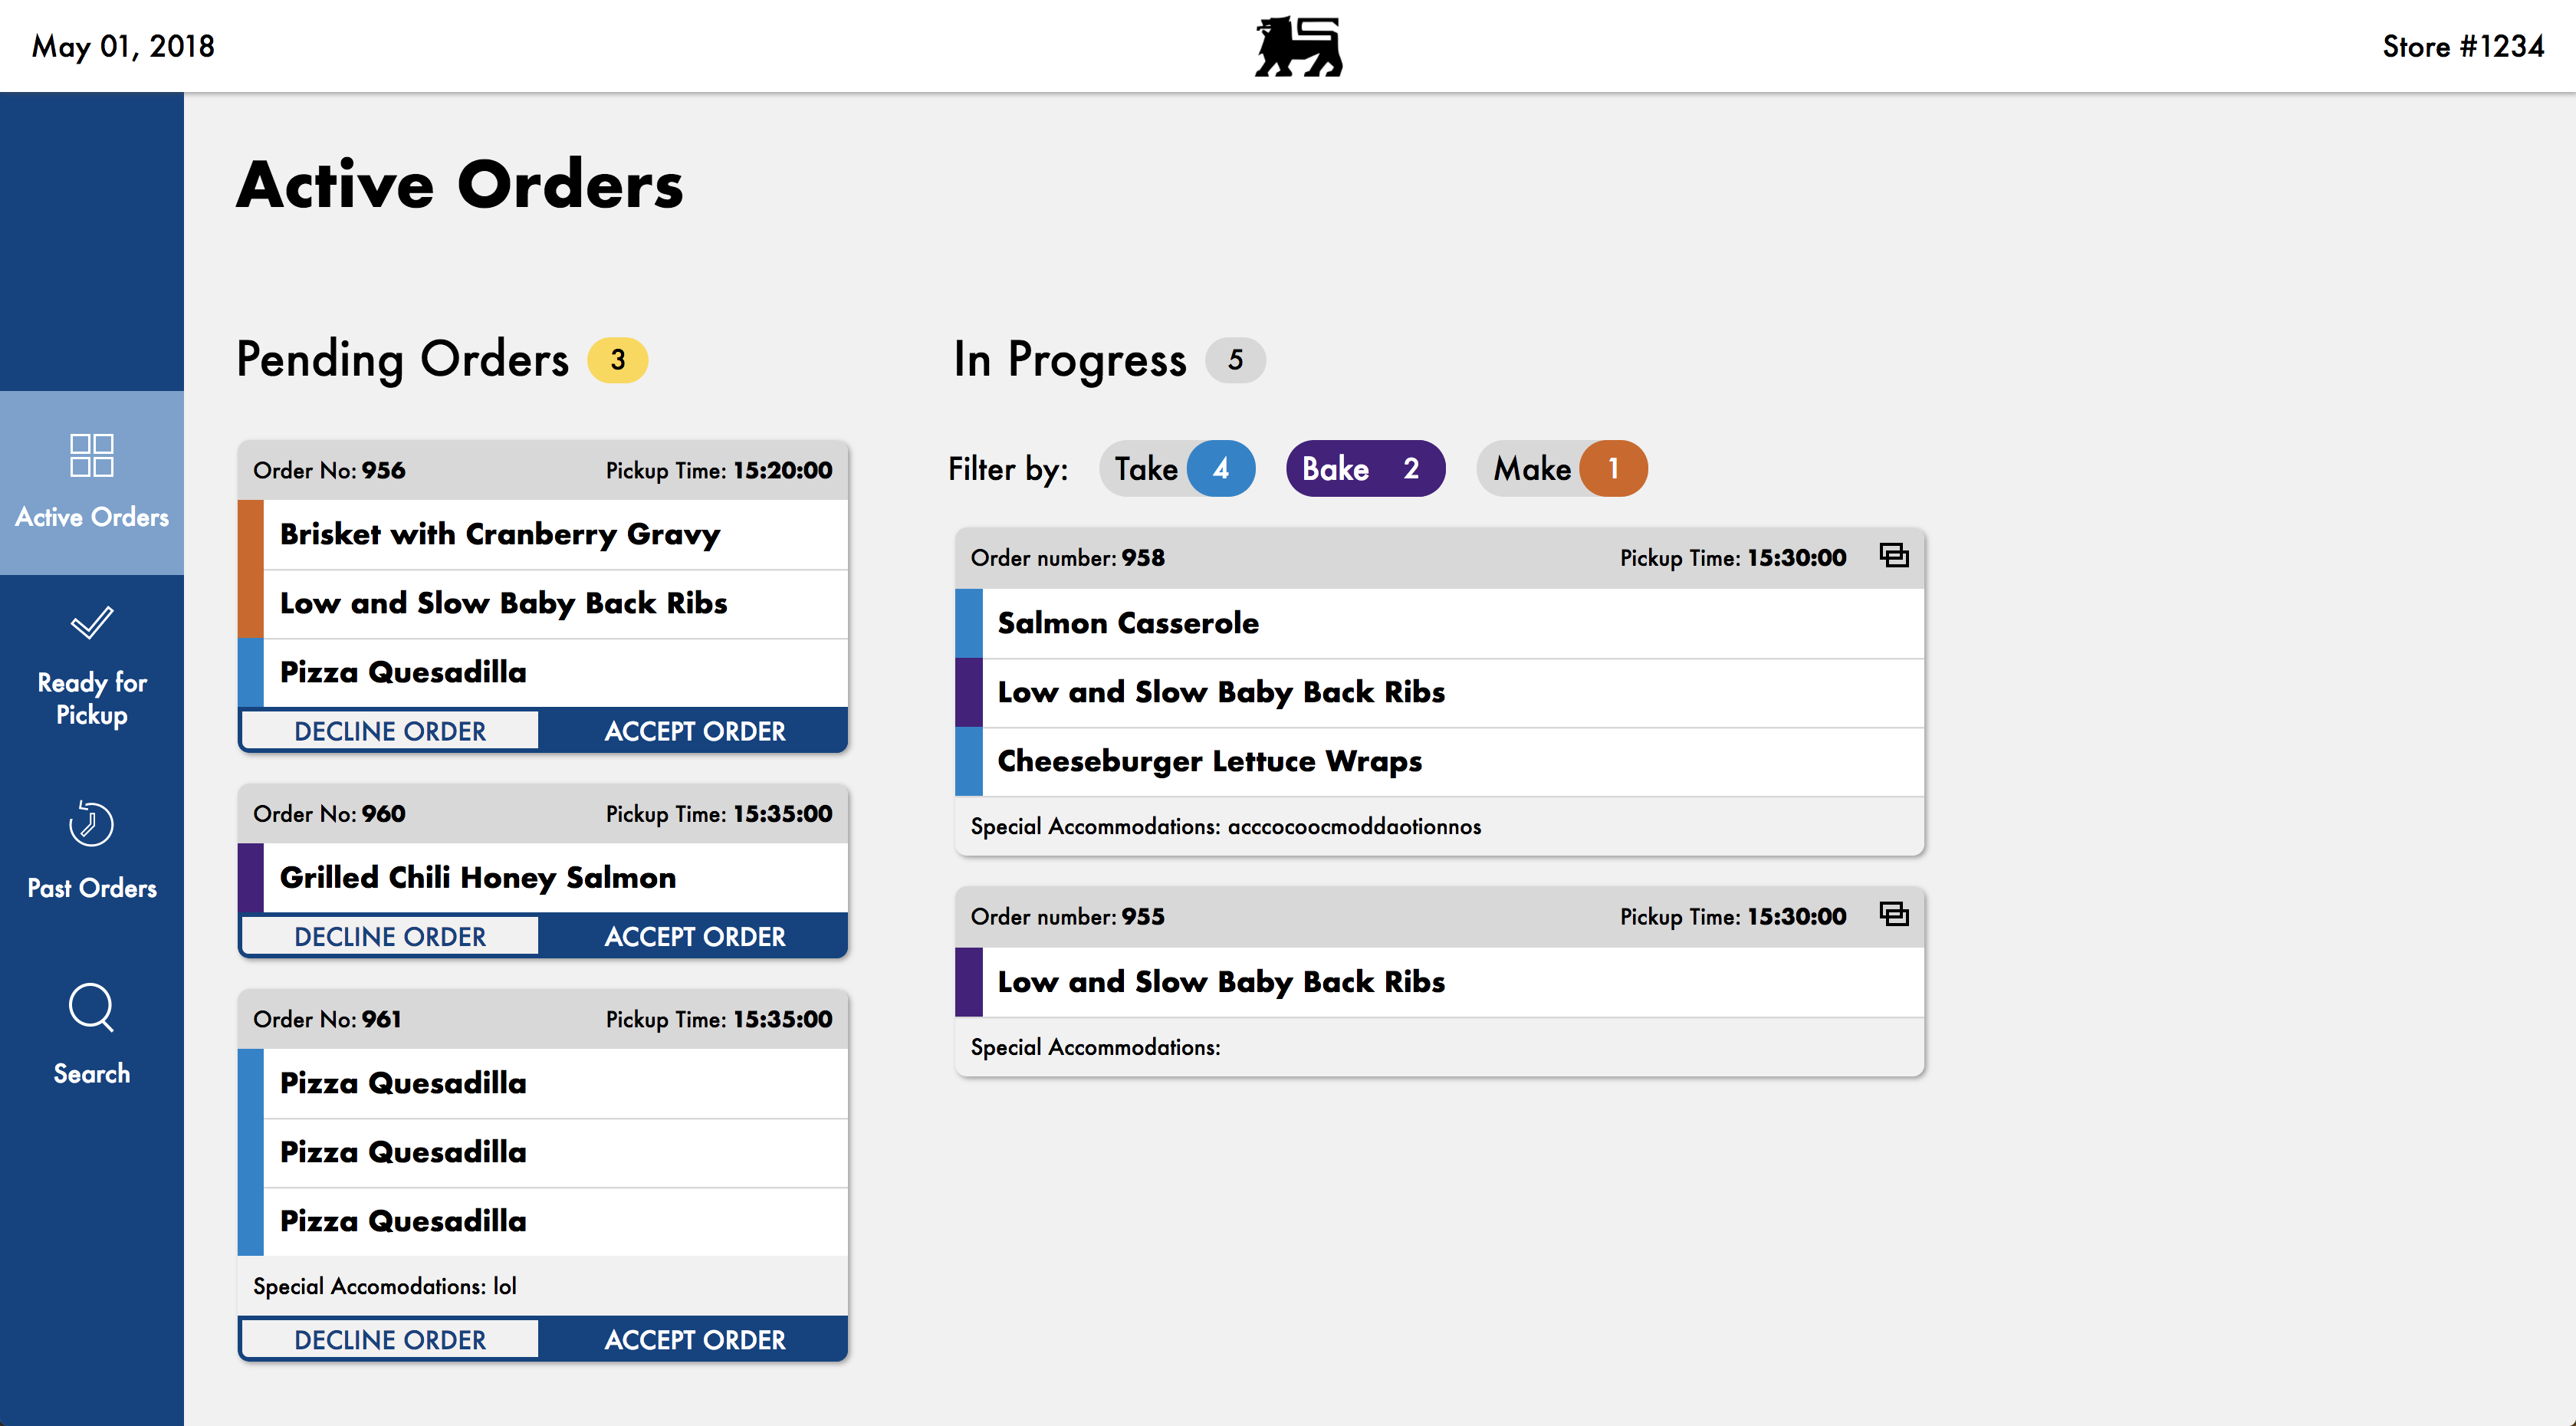 May 01, 2018
Store #1234
Active Orders
Ready for
Pickup
Past Orders
Search
Active Orders
Pending Orders 3
Order No: 956 Pickup Time: 15:20:00
Brisket with Cranberry Gravy
Low and Slow Baby Back Ribs
Pizza Quesadilla
DECLINE ORDER ACCEPT ORDER
Order No: 960 Pickup Time: 15:35:00
Grilled Chili Honey Salmon
DECLINE ORDER ACCEPT ORDER
Order No: 961 Pickup Time: 15:35:00
Pizza Quesadilla
Pizza Quesadilla
Pizza Quesadilla
Special Accomodations: lol
DECLINE ORDER ACCEPT ORDER
In Progress 5
Filter by: Take 4 Bake 2 Make 1
Order number: 958 Pickup Time: 15:30:00
Salmon Casserole
Low and Slow Baby Back Ribs
Cheeseburger Lettuce Wraps
Special Accommodations: acccocoocmoddaotionnos
Order number: 955 Pickup Time: 15:30:00
Low and Slow Baby Back Ribs
Special Accommodations: